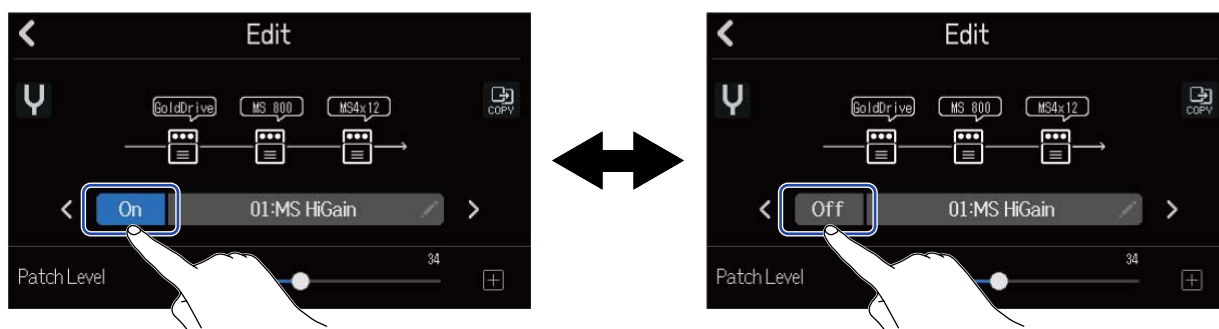 Edit
COPY
GoldDrive MS 800 MS4x12
On 01:MS HiGain
34
Patch Level
Edit
COPY
GoldDrive MS 800 MS4x12
Off 01:MS HiGain
34
Patch Level